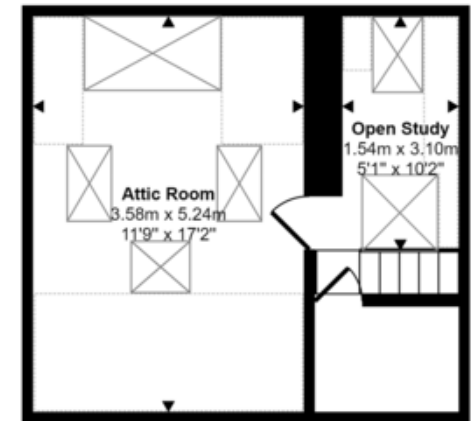 Open Study
1.54m x 3.10m
5'1" x 10'2"
Attic Room
3.58m x 5.24m
11'9" x 17'2"